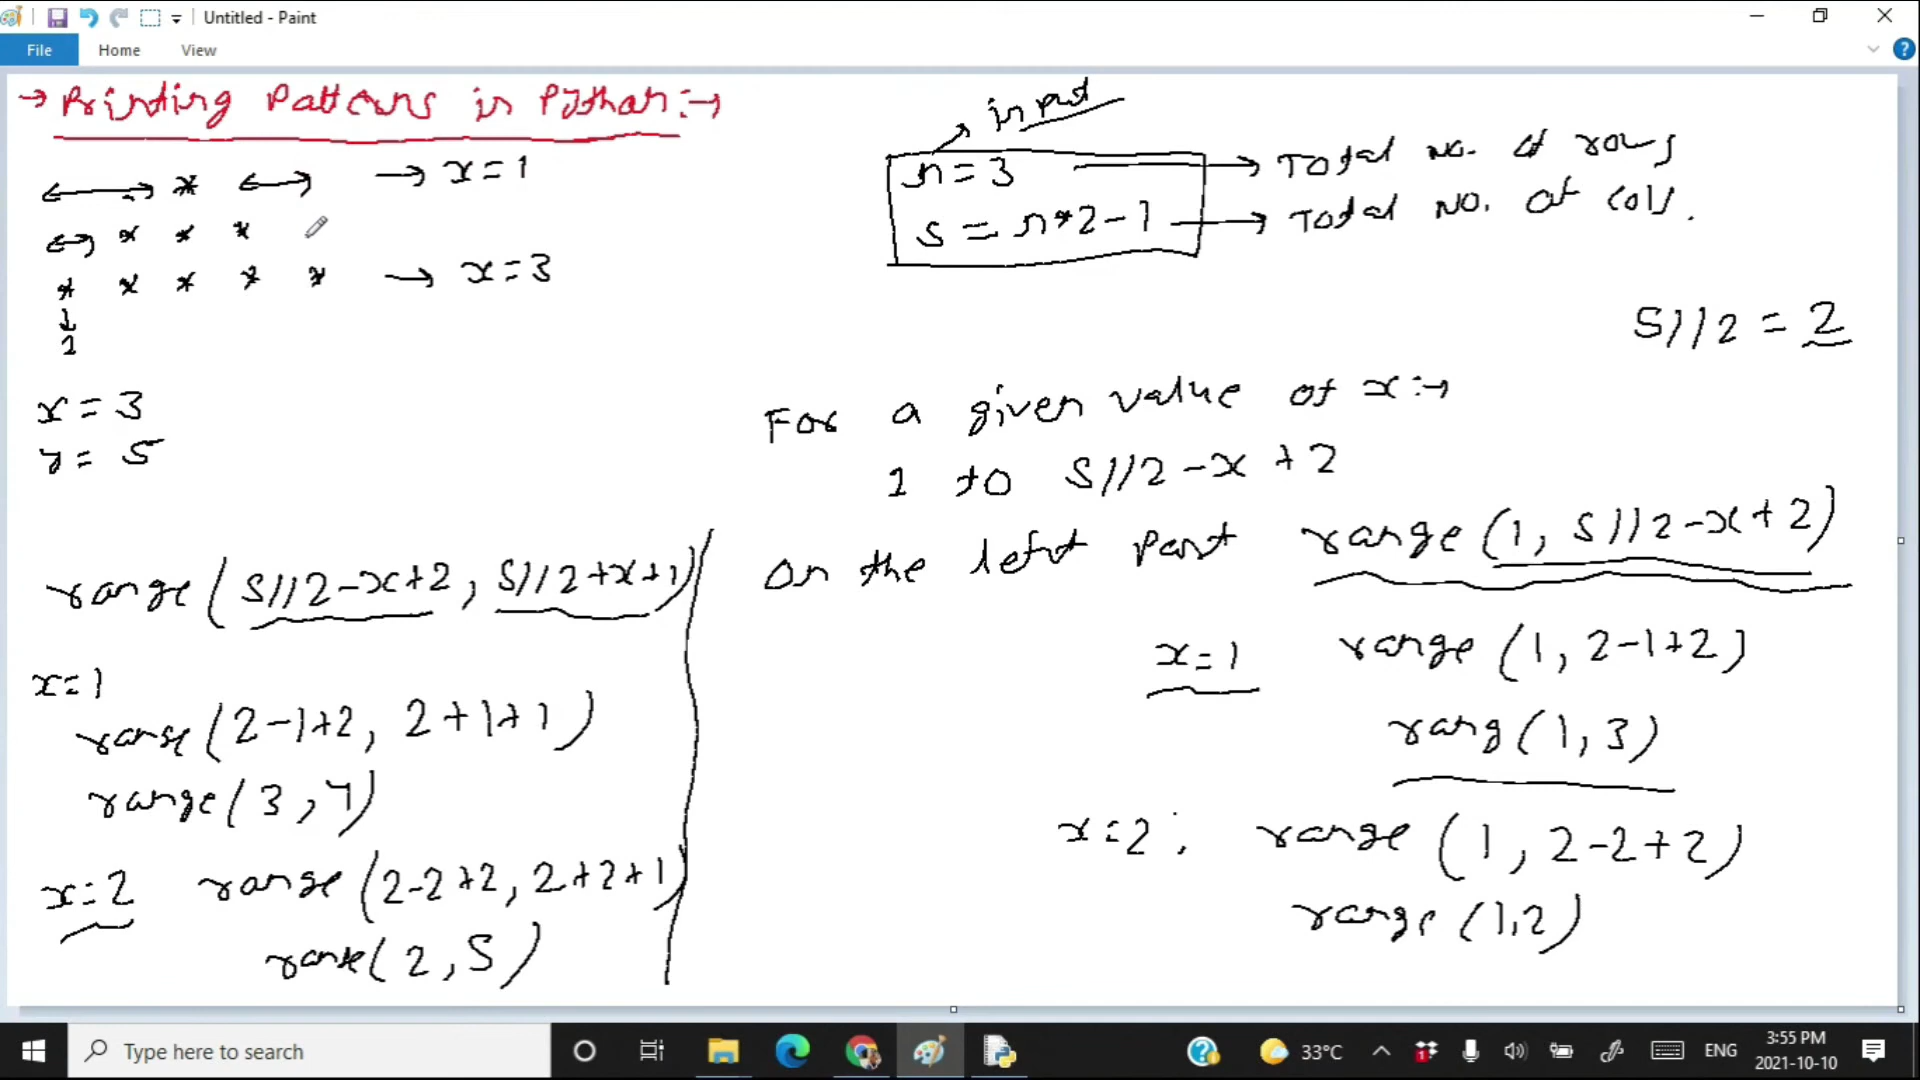 Untitled - Paint
File Home View
→ Printing Patterns in Python:→
* → x=1
* * *
* * * * * → x=3
1
x = 3
y = 5
input
n = 3 → Total No. of rows
s = n*2-1 → Total No. of cols.
S//2 = 2
For a given value of x:→
1 to S//2-x+2
On the left part range(1, S//2-x+2)
x=1 range(1, 2-1+2)
rang(1,3)
x=2: range(1, 2-2+2)
range(1,2)
range(S//2-x+2, S//2+x+1)
x=1
range(2-1+2, 2+1+1)
range(3,4)
x=2 range(2-2+2, 2+2+1)
range(2,5)
Type here to search
33°C
ENG
3:55 PM
2021-10-10